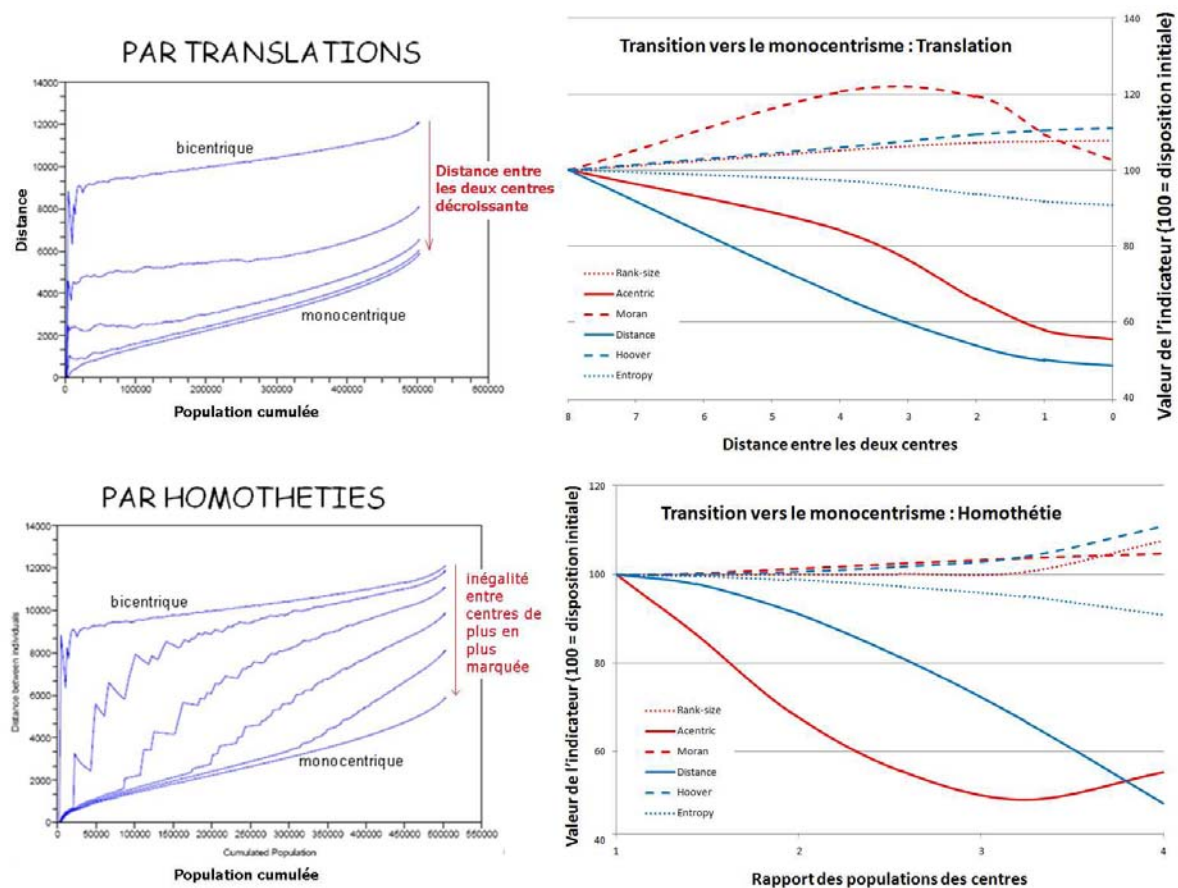 PAR TRANSLATIONS
14000
12000
10000
8000
6000
4000
2000
0
Distance
bicentrique
Distance entre
les deux centres
décroissante
monocentrique
0
100000
200000
300000
400000
500000
600000
Population cumulée
Transition vers le monocentrisme : Translation
140
120
100
80
60
40
Valeur de l'indicateur (100 = disposition initiale)
Rank-size
Acentric
Moran
Distance
Hoover
Entropy
8
7
6
5
4
3
2
1
0
Distance entre les deux centres
PAR HOMOTHETIES
14000
12000
10000
8000
6000
4000
2000
0
Distance between individuals
bicentrique
inégalité
entre
centres de
plus en
plus
marquée
monocentrique
0
50000
100000
150000
200000
250000
300000
350000
400000
450000
500000
550000
Cumulated Population
Population cumulée
Transition vers le monocentrisme : Homothétie
120
100
80
60
40
Valeur de l'indicateur (100 = disposition initiale)
Rank-size
Acentric
Moran
Distance
Hoover
Entropy
1
2
3
4
Rapport des populations des centres